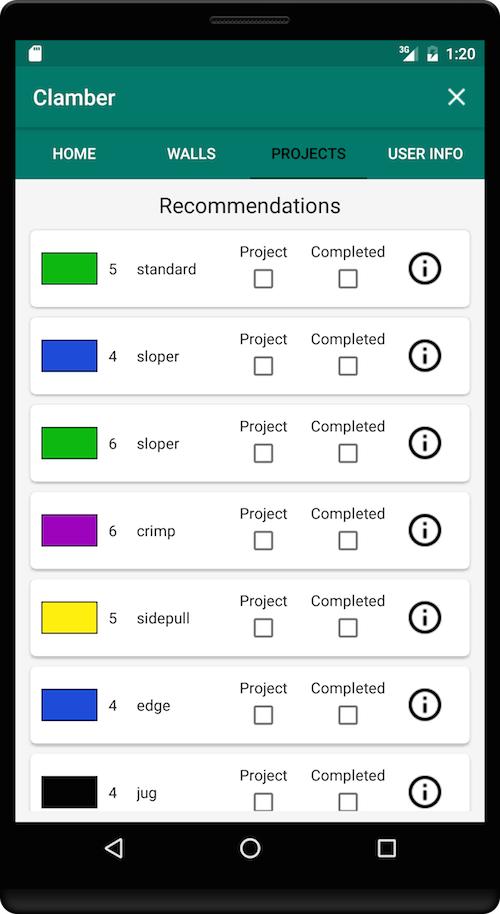 3G 1:20
Clamber
HOME WALLS PROJECTS USER INFO
Recommendations
Project Completed
5 standard
Project Completed
4 sloper
Project Completed
6 sloper
Project Completed
6 crimp
Project Completed
5 sidepull
Project Completed
4 edge
Project Completed
4 jug